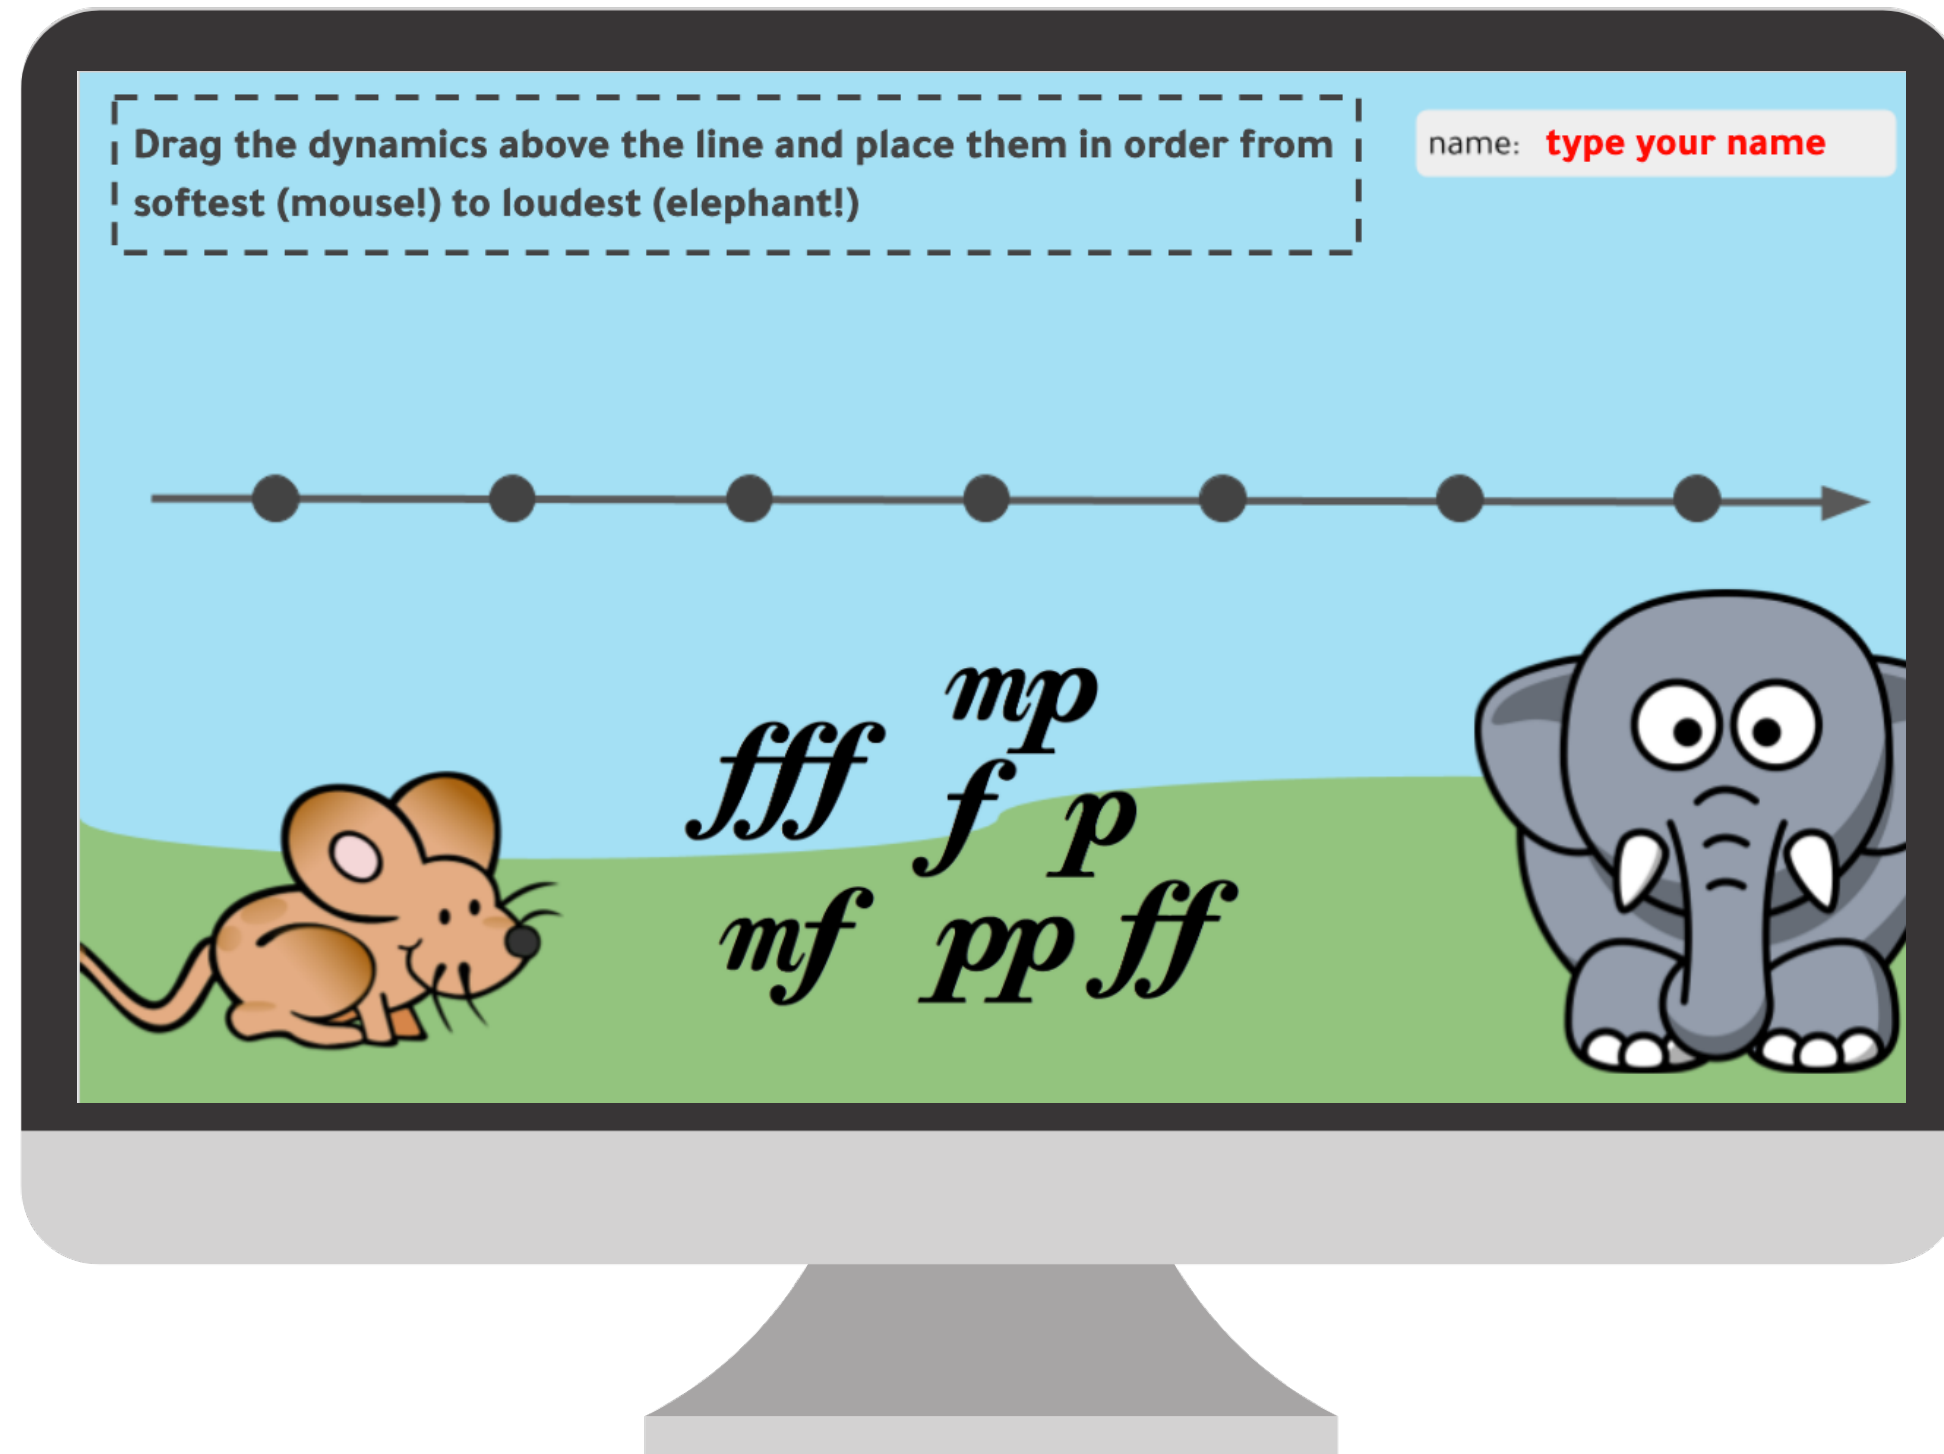 Drag the dynamics above the line and place them in order from
softest (mouse!) to loudest (elephant!)
name: type your name
mp
fff
f p
mf pp ff